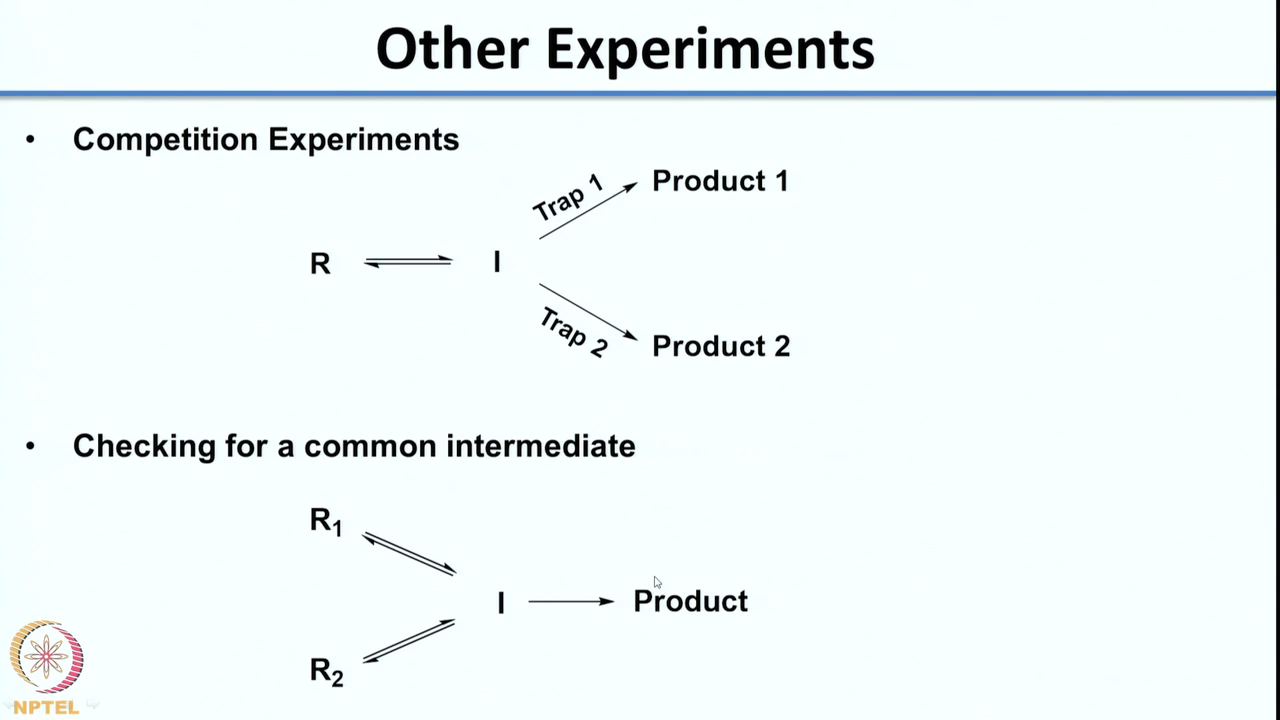 Other Experiments
• Competition Experiments
Trap 1
Product 1
R
I
Trap 2
Product 2
• Checking for a common intermediate
R₁
I
Product
R₂
NPTEL